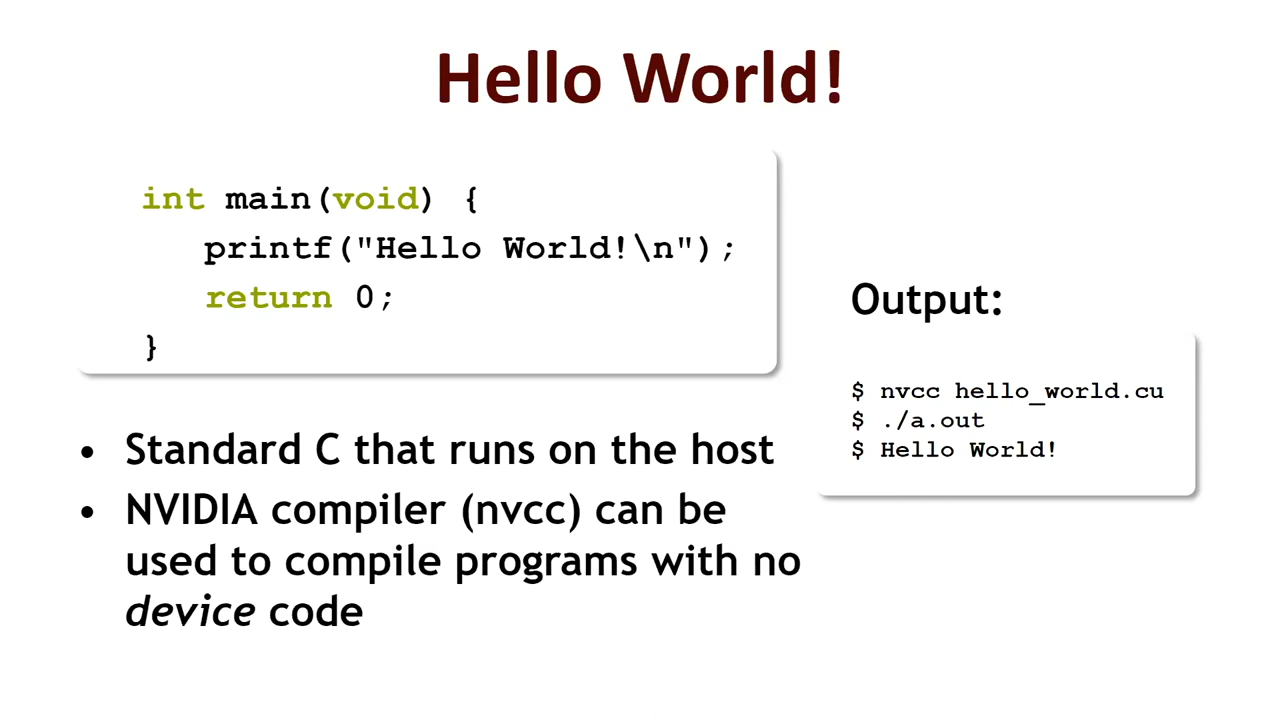 Hello World!
int main(void) {
printf("Hello World!\n");
return 0;
}
• Standard C that runs on the host
• NVIDIA compiler (nvcc) can be
used to compile programs with no
device code
Output:
$ nvcc hello_world.cu
$ ./a.out
$ Hello World!